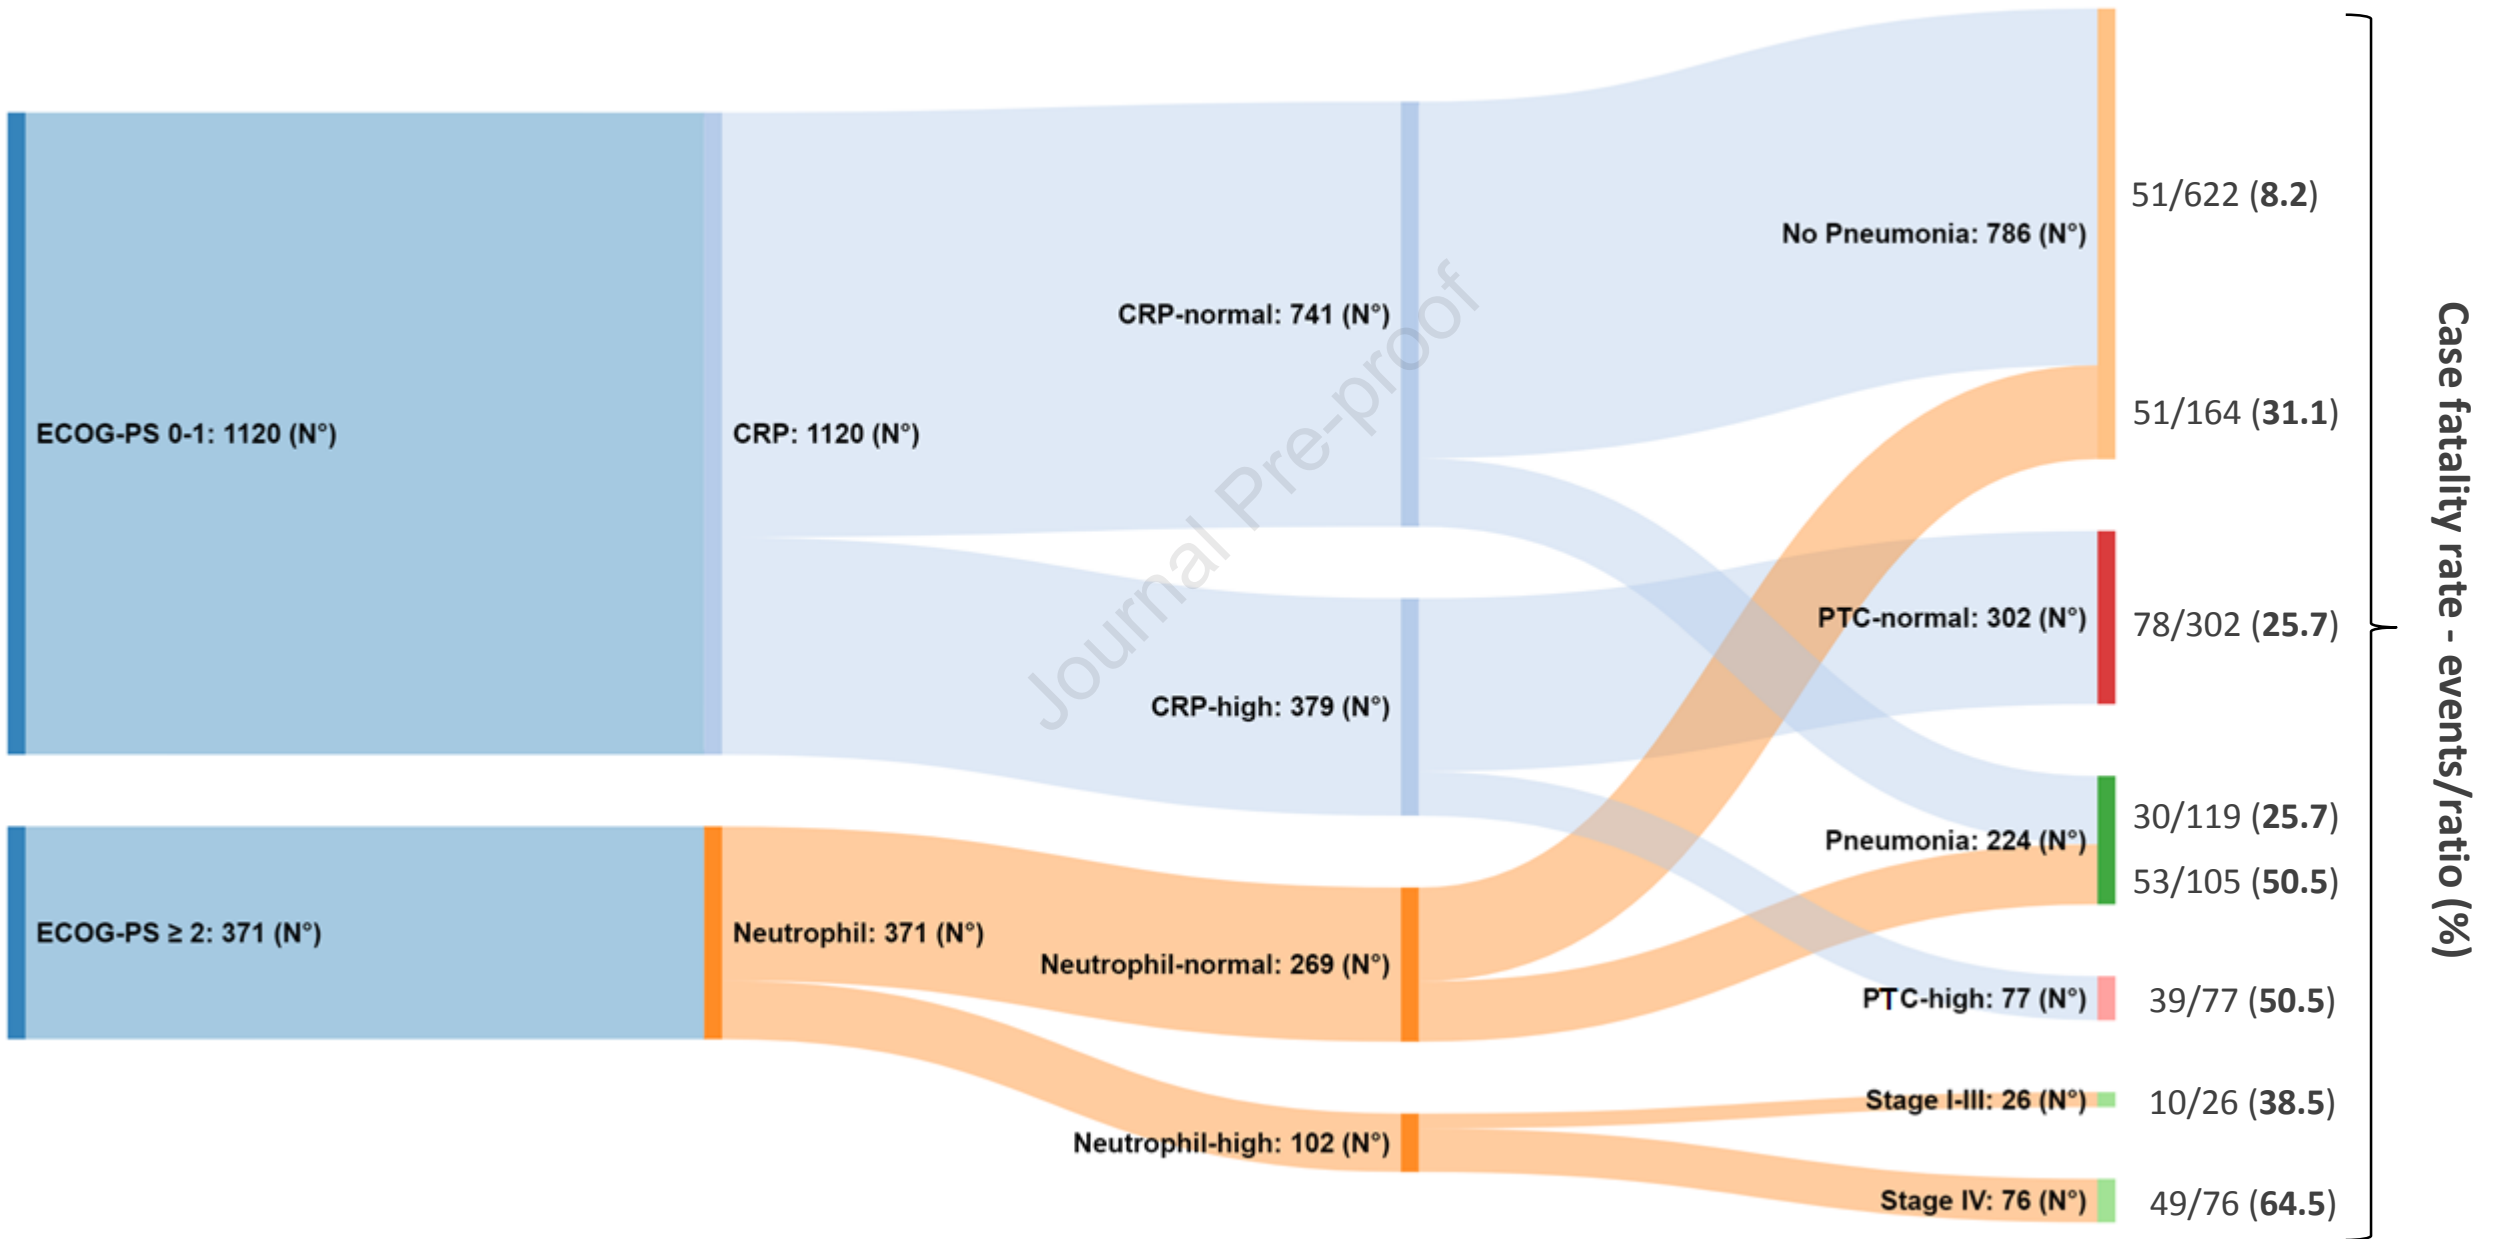 ECOG-PS 0-1: 1120 (N°)
ECOG-PS ≥ 2: 371 (N°)
CRP: 1120 (N°)
Neutrophil: 371 (N°)
CRP-normal: 741 (N°)
CRP-high: 379 (N°)
Neutrophil-normal: 269 (N°)
Neutrophil-high: 102 (N°)
No Pneumonia: 786 (N°)
PTC-normal: 302 (N°)
Pneumonia: 224 (N°)
PTC-high: 77 (N°)
Stage I-III: 26 (N°)
Stage IV: 76 (N°)
51/622 (8.2)
51/164 (31.1)
78/302 (25.7)
30/119 (25.7)
53/105 (50.5)
39/77 (50.5)
10/26 (38.5)
49/76 (64.5)
Case fatality rate - events/ratio (%)
Journal Pre-proof